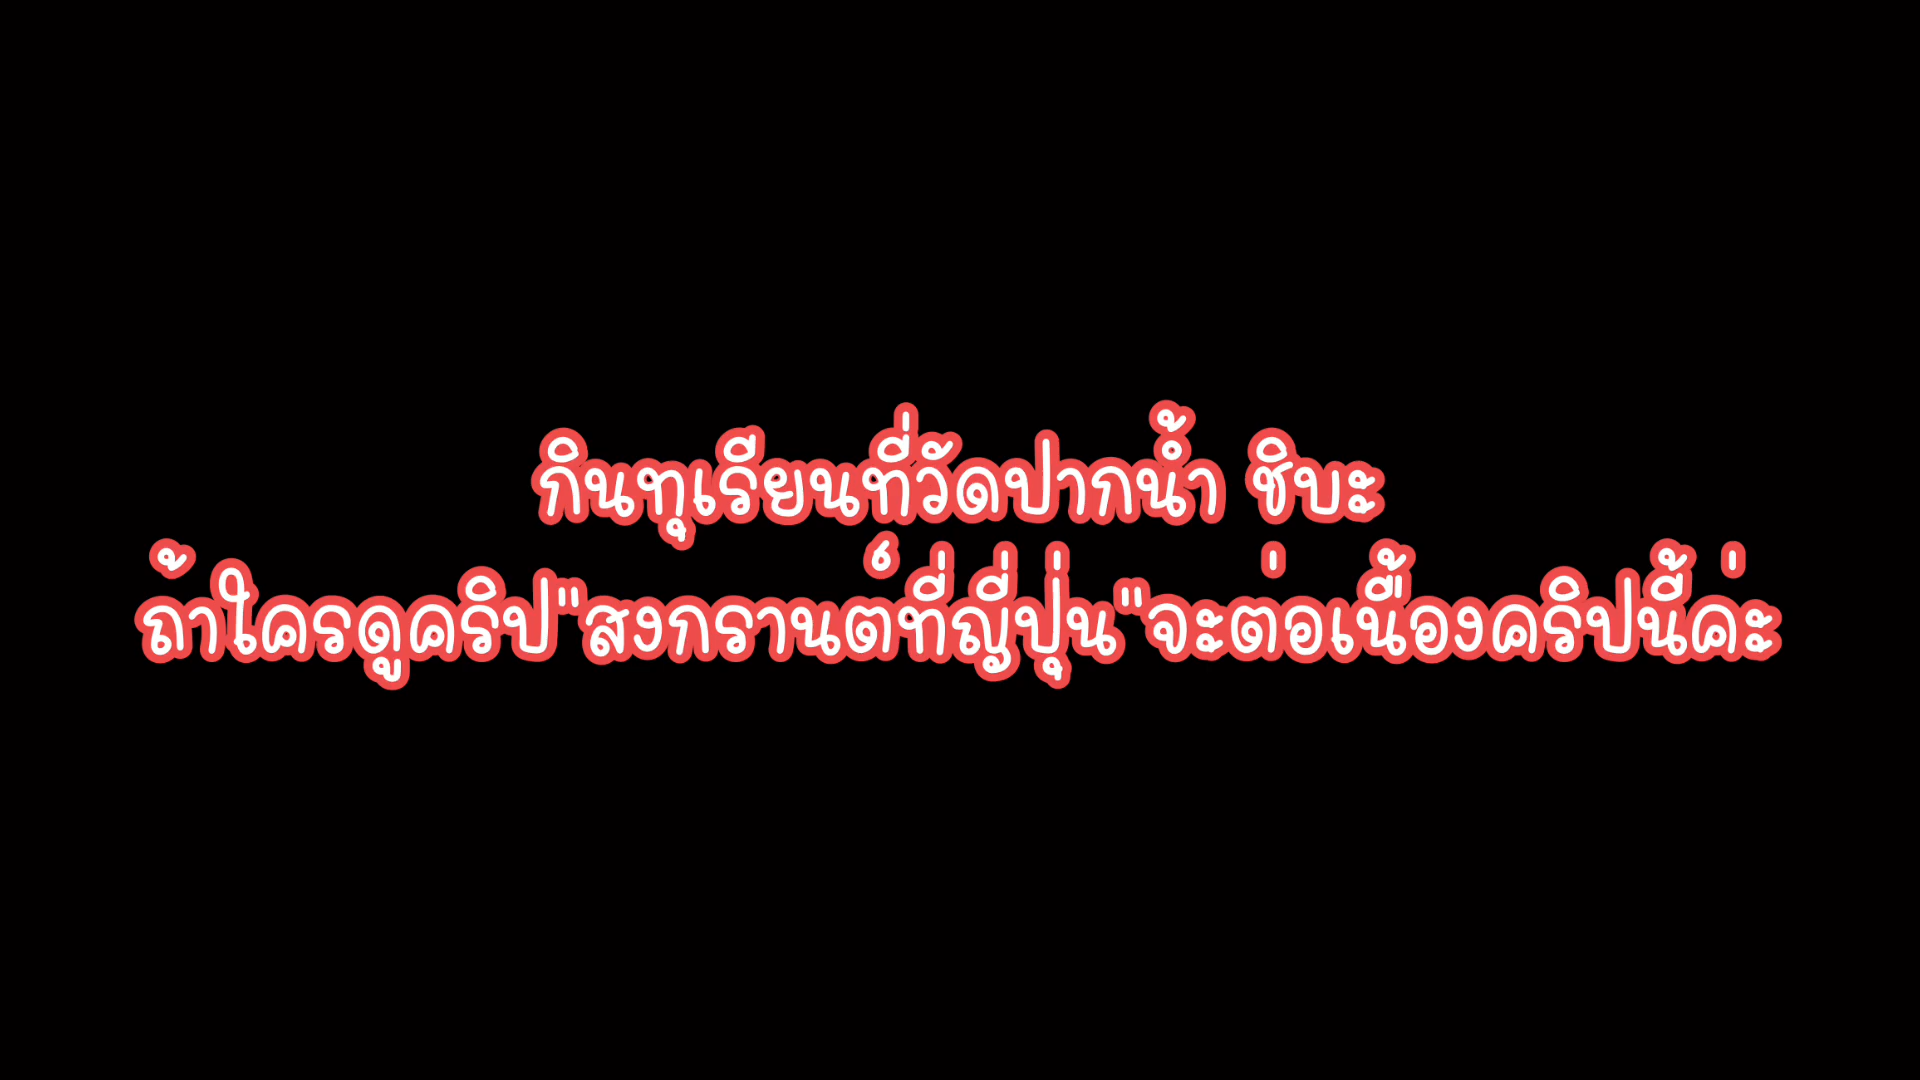 กินทุเรียนที่วัดปากน้ำ ชิบะ
ถ้าใครดูคริป"สงกรานต์ที่ญี่ปุ่น"จะต่อเนื้องคริปนี้ค่ะ